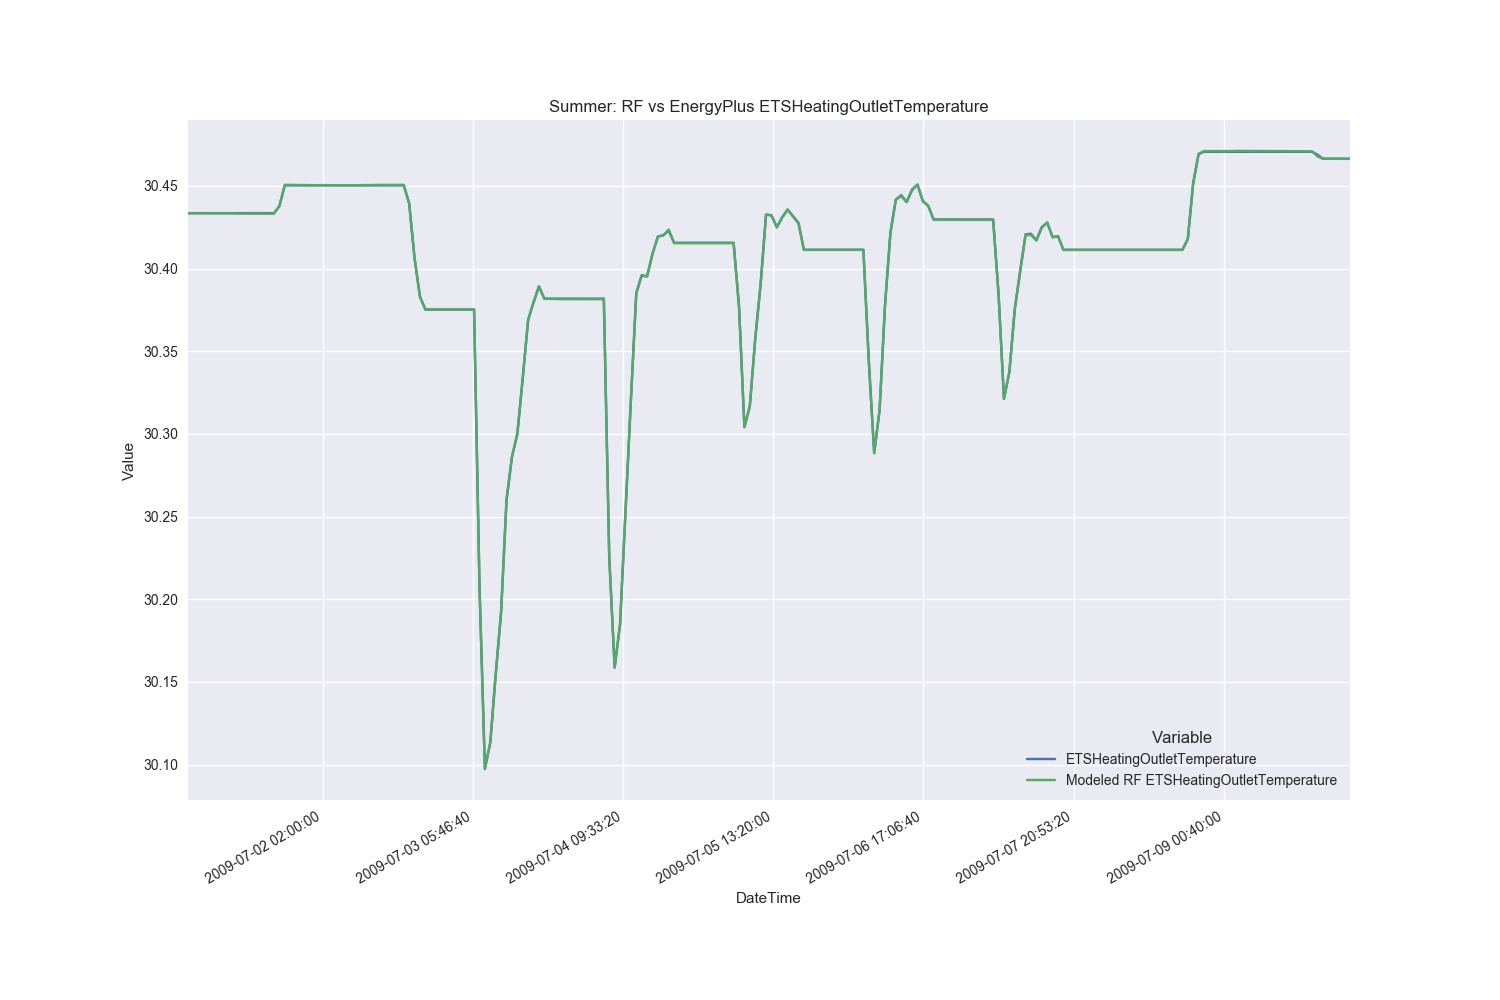 Summer: RF vs EnergyPlus ETSHeatingOutletTemperature
30.45
30.40
30.35
30.30
30.25
30.20
30.15
30.10
Value
Variable
ETSHeatingOutletTemperature
Modeled RF ETSHeatingOutletTemperature
2009-07-02 02:00:00
2009-07-03 05:46:40
2009-07-04 09:33:20
2009-07-05 13:20:00
2009-07-06 17:06:40
2009-07-07 20:53:20
2009-07-09 00:40:00
DateTime